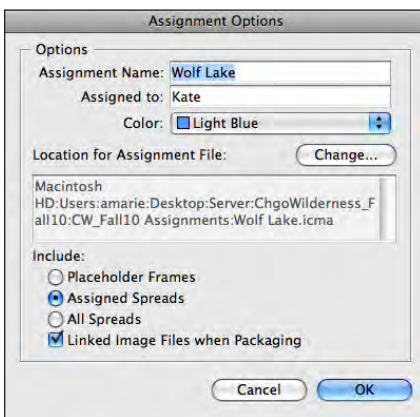 Assignment Options
Options
Assignment Name: Wolf Lake
Assigned to: Kate
Color: Light Blue
Location for Assignment File: Change...
Macintosh
HD:Users:amarie:Desktop:Server:ChgoWilderness_F
all10:CW_Fall10 Assignments:Wolf Lake.icma
Include:
Placeholder Frames
Assigned Spreads
All Spreads
Linked Image Files when Packaging
Cancel OK